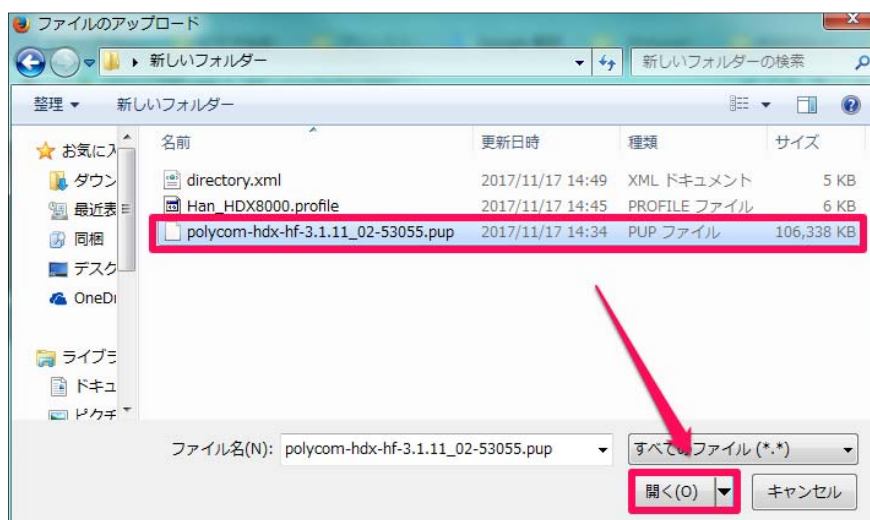 ファイルのアップロード
新しいフォルダー
新しいフォルダーの検索
整理
新しいフォルダー
名前 更新日時 種類 サイズ
お気に入
ダウン
最近表
同梱
デスク
OneDr
ライブラ
ドキュ
ピクチ
directory.xml 2017/11/17 14:49 XML ドキュメント 5 KB
Han_HDX8000.profile 2017/11/17 14:45 PROFILE ファイル 6 KB
polycom-hdx-hf-3.1.11_02-53055.pup 2017/11/17 14:34 PUP ファイル 106,338 KB
ファイル名(N): polycom-hdx-hf-3.1.11_02-53055.pup
すべてのファイル (*.*)
開く(O)
キャンセル